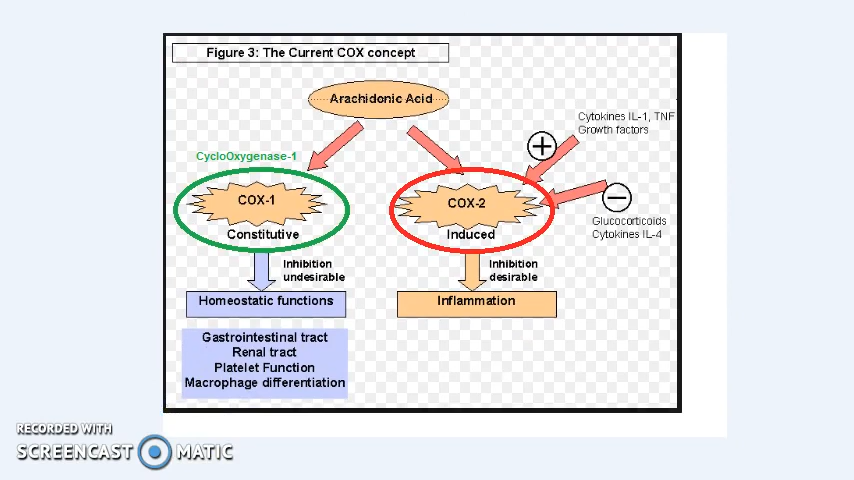 Figure 3: The Current COX concept
Arachidonic Acid
Cytokines IL-1, TNF
Growth factors
+
CycloOxygenase-1
COX-1
Constitutive
COX-2
Induced
−
Glucocorticoids
Cytokines IL-4
Inhibition
undesirable
Inhibition
desirable
Homeostatic functions
Inflammation
Gastrointestinal tract
Renal tract
Platelet Function
Macrophage differentiation
RECORDED WITH
SCREENCAST MATIC